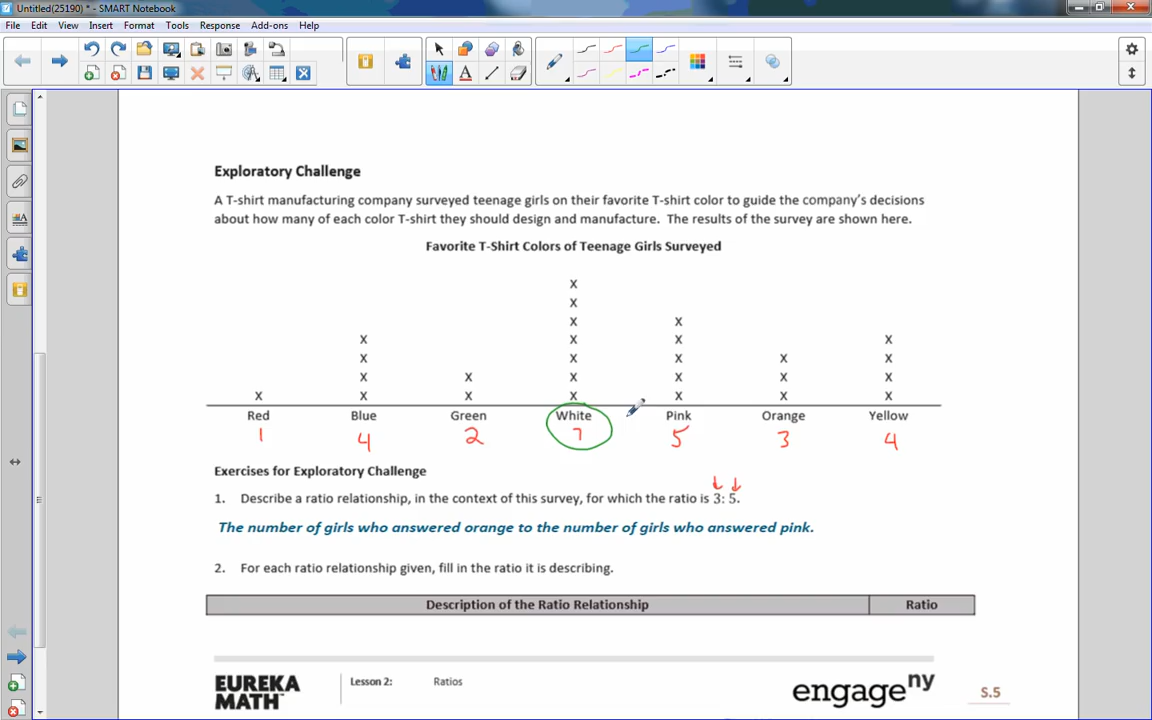 Untitled(25190) * - SMART Notebook
File Edit View Insert Format Tools Response Add-ons Help
Exploratory Challenge
A T-shirt manufacturing company surveyed teenage girls on their favorite T-shirt color to guide the company's decisions
about how many of each color T-shirt they should design and manufacture. The results of the survey are shown here.
Favorite T-Shirt Colors of Teenage Girls Surveyed
X
X
X X X
X X X X X
X X X X X X
X X X X X X X X
X X X X X X X
Red Blue Green White Pink Orange Yellow
1 4 2 7 5 3 4
Exercises for Exploratory Challenge
1. Describe a ratio relationship, in the context of this survey, for which the ratio is 3: 5.
The number of girls who answered orange to the number of girls who answered pink.
2. For each ratio relationship given, fill in the ratio it is describing.
Description of the Ratio Relationship Ratio
EUREKA MATH™
Lesson 2: Ratios
engage ny
S.5